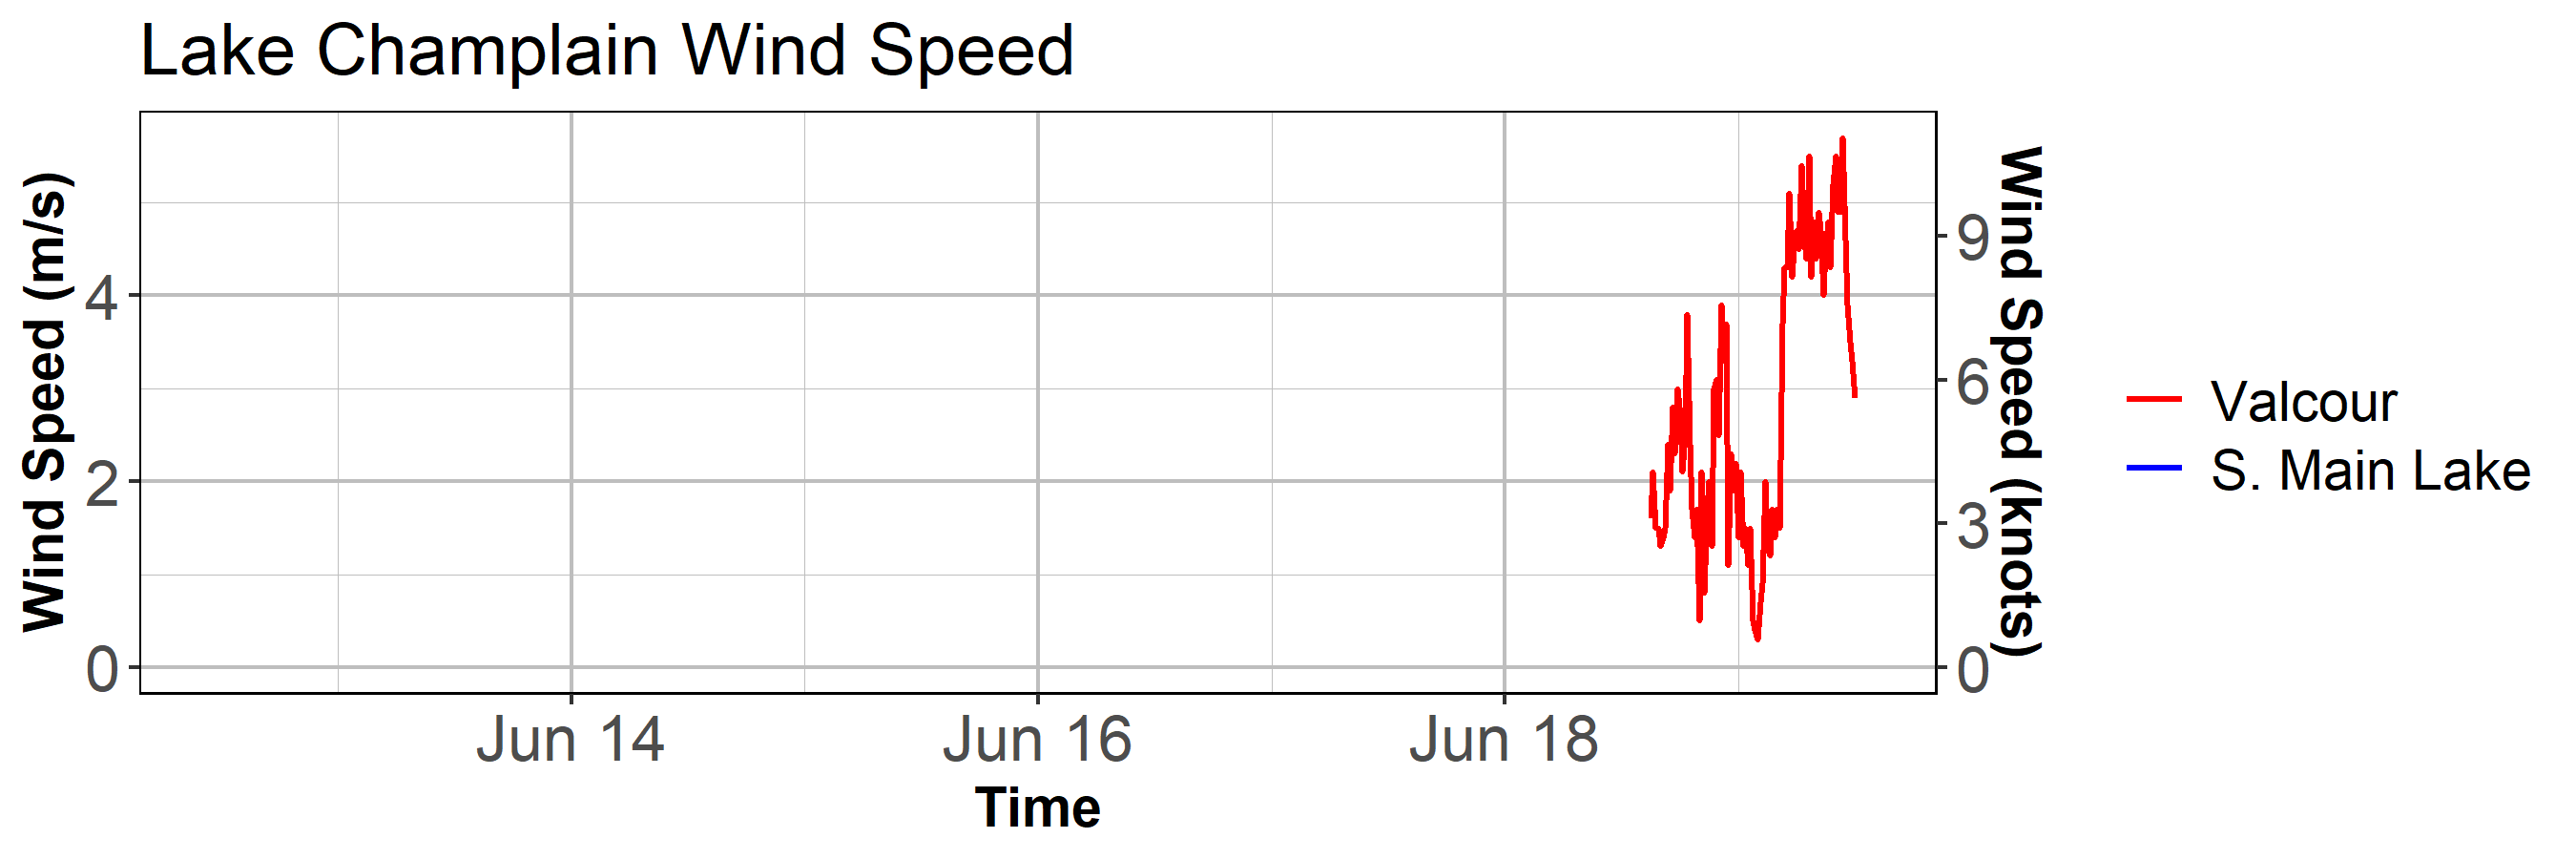 Lake Champlain Wind Speed
Wind Speed (m/s)
4
2
0
9
6
3
0
Wind Speed (knots)
Jun 14
Jun 16
Jun 18
Time
Valcour
S. Main Lake